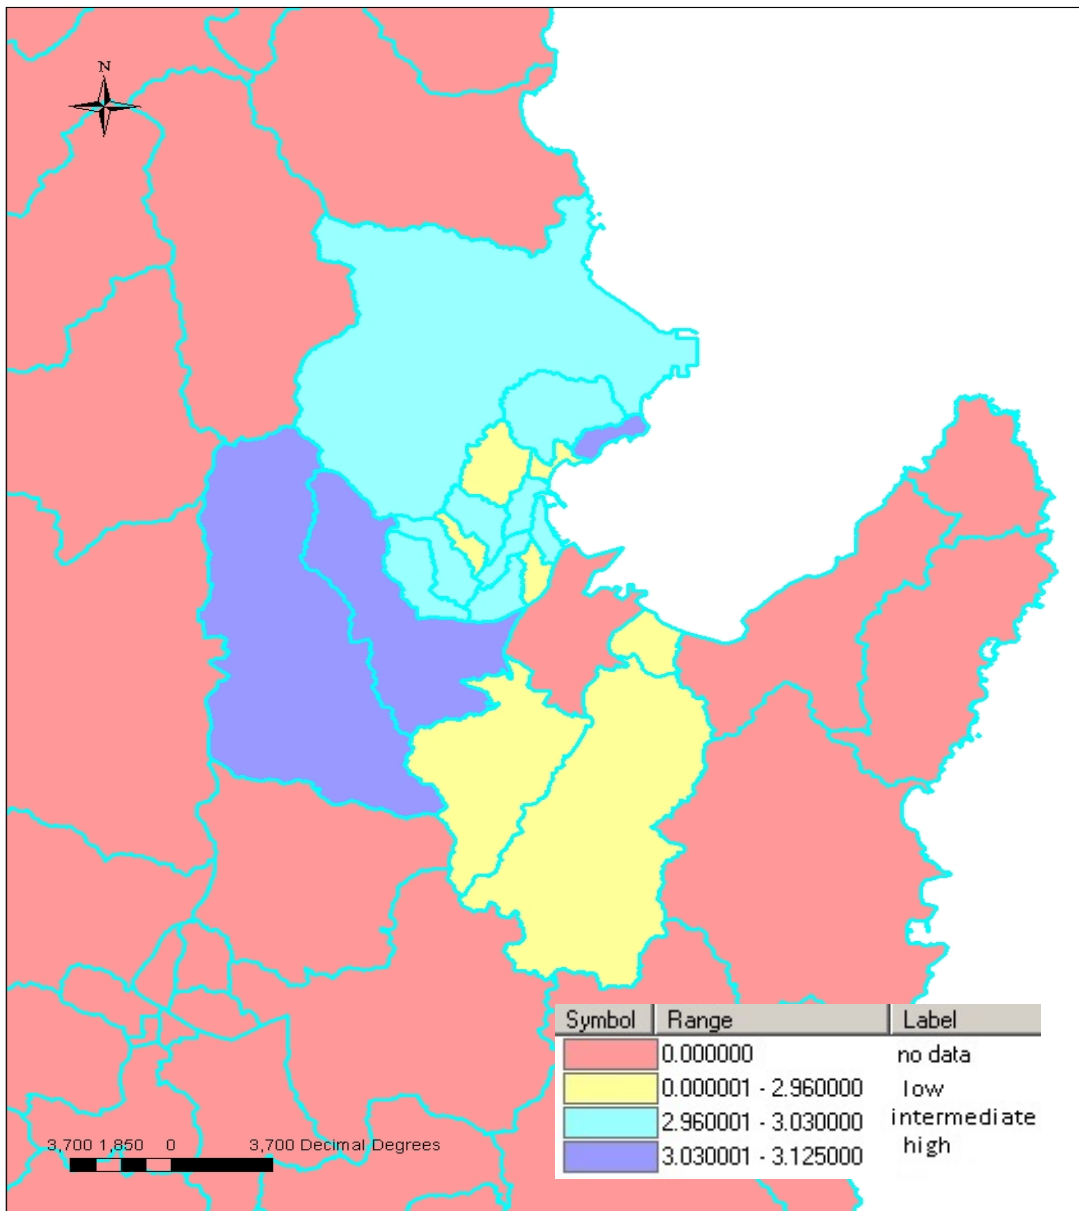 N
Symbol Range Label
0.000000 no data
0.000001 - 2.960000 low
2.960001 - 3.030000 intermediate
3.030001 - 3.125000 high
3,700 1,850 0 3,700 Decimal Degrees